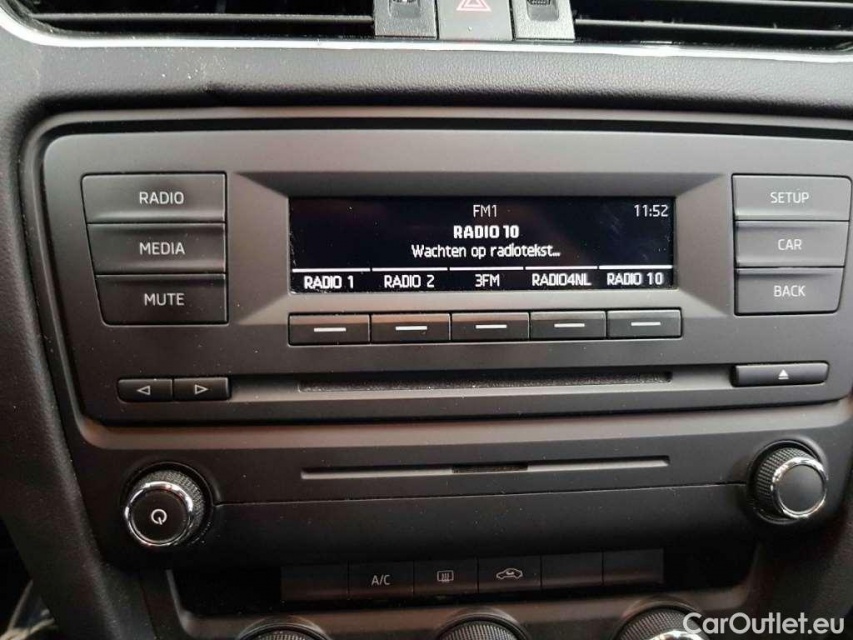 RADIO
MEDIA
MUTE
FM1 11:52
RADIO 10
Wachten op radiotekst...
RADIO 1 RADIO 2 3FM RADIO4NL RADIO 10
SETUP
CAR
BACK
A/C
CarOutlet.eu